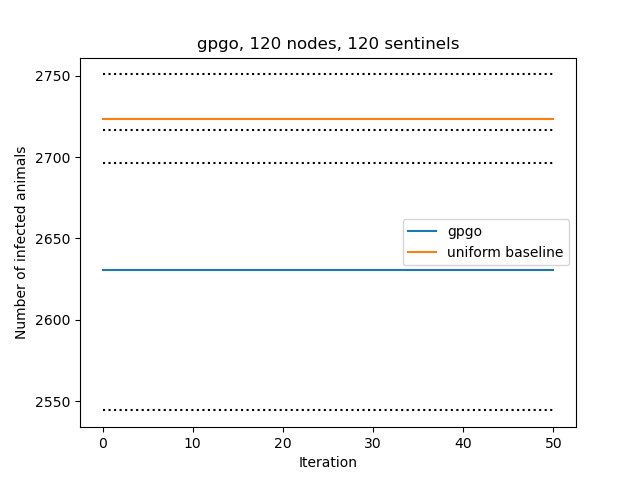 gpgo, 120 nodes, 120 sentinels
Number of infected animals
2750
2700
2650
2600
2550
gpgo
uniform baseline
0 10 20 30 40 50
Iteration